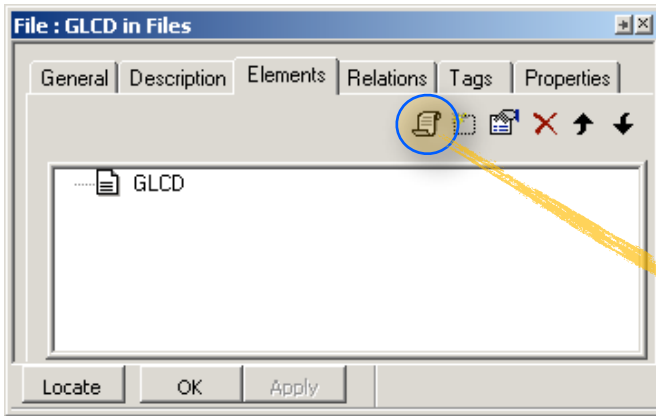 File : GLCD in Files
General Description Elements Relations Tags Properties
GLCD
Locate OK Apply